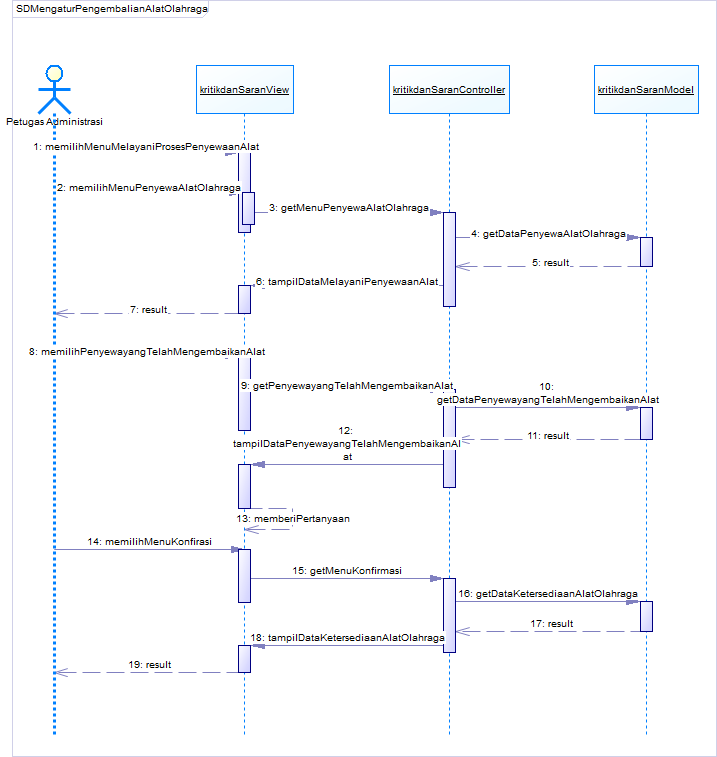 SDMengaturPengembalianAlatOlahraga
kritikdanSaranView
kritikdanSaranController
kritikdanSaranModel
Petugas Administrasi
1: memilihMenuMelayaniProsesPenyewaanAlat
2: memilihMenuPenyewaAlatOlahraga
3: getMenuPenyewaAlatOlahraga
4: getDataPenyewaAlatOlahraga
5: result
6: tampilDataMelayaniPenyewaanAlat
7: result
8: memilihPenyewayangTelahMengembaikanAlat
9: getPenyewayangTelahMengembaikanAlat
10:
getDataPenyewayangTelahMengembaikanAlat
11: result
12:
tampilDataPenyewayangTelahMengembaikanAl
at
13: memberiPertanyaan
14: memilihMenuKonfirasi
15: getMenuKonfirmasi
16: getDataKetersediaanAlatOlahraga
17: result
18: tampilDataKetersediaanAlatOlahraga
19: result